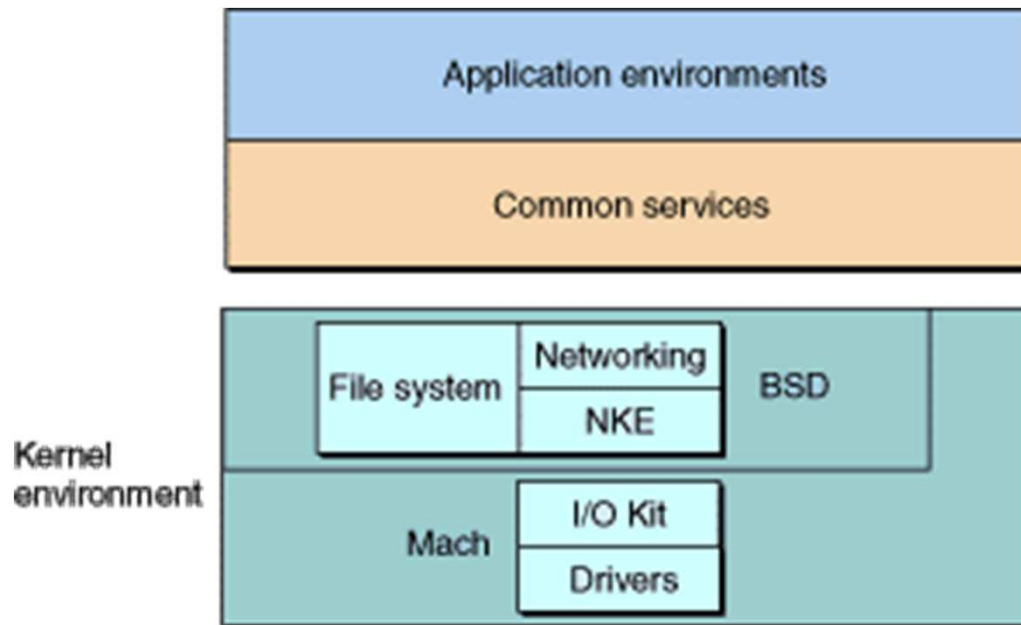 Application environments
Common services
File system
Networking
NKE
BSD
Kernel
environment
Mach
I/O Kit
Drivers